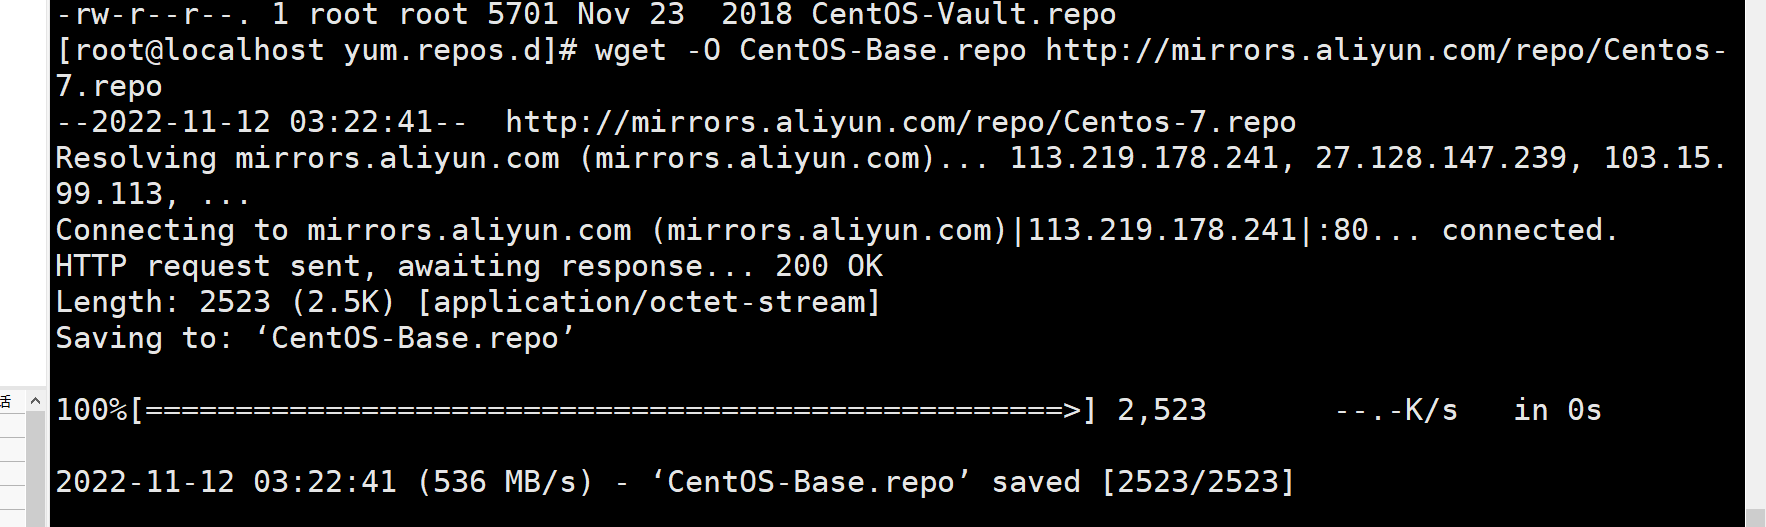 -rw-r--r--. 1 root root 5701 Nov 23  2018 CentOS-Vault.repo
[root@localhost yum.repos.d]# wget -O CentOS-Base.repo http://mirrors.aliyun.com/repo/Centos-
7.repo
--2022-11-12 03:22:41--  http://mirrors.aliyun.com/repo/Centos-7.repo
Resolving mirrors.aliyun.com (mirrors.aliyun.com)... 113.219.178.241, 27.128.147.239, 103.15.
99.113, ...
Connecting to mirrors.aliyun.com (mirrors.aliyun.com)|113.219.178.241|:80... connected.
HTTP request sent, awaiting response... 200 OK
Length: 2523 (2.5K) [application/octet-stream]
Saving to: ‘CentOS-Base.repo’
话
100%[===================================================>] 2,523       --.-K/s   in 0s
2022-11-12 03:22:41 (536 MB/s) - ‘CentOS-Base.repo’ saved [2523/2523]